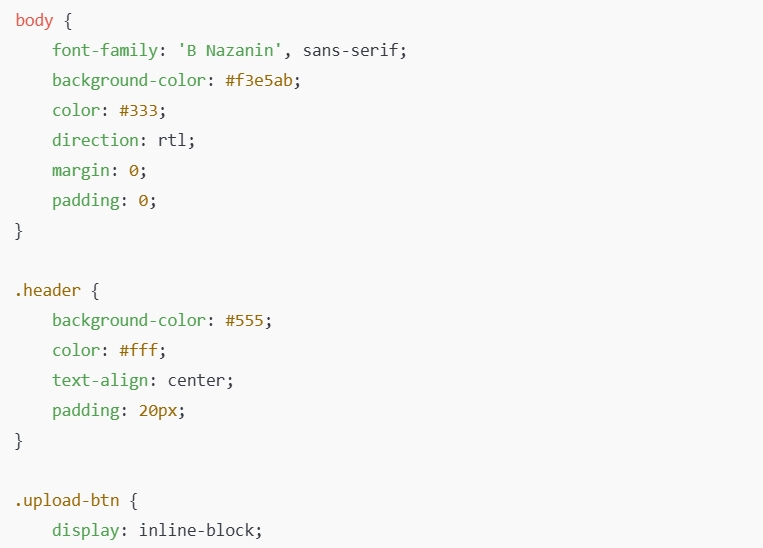 body {
    font-family: 'B Nazanin', sans-serif;
    background-color: #f3e5ab;
    color: #333;
    direction: rtl;
    margin: 0;
    padding: 0;
}

.header {
    background-color: #555;
    color: #fff;
    text-align: center;
    padding: 20px;
}

.upload-btn {
    display: inline-block;